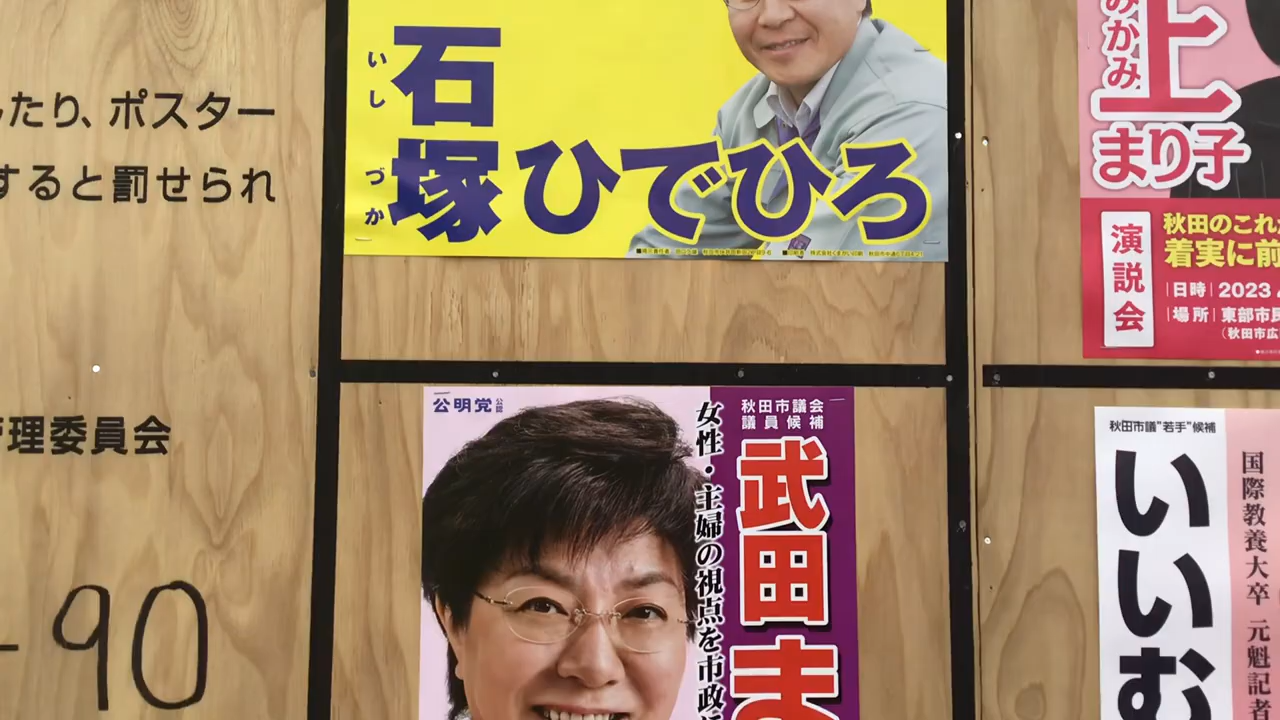 たり、ポスター
すると罰せられ
理委員会
90
石塚ひでひろ
いしづか
公明党
公認
女性・主婦の視点を市政
秋田市議会
議員候補
武田ま
みかみ
上
まり子
演説会
秋田のこれ
着実に前
日時 2023
場所 東部市民
(秋田市広
秋田市議"若手"候補
いいむ
国際教養大卒 元魁記者